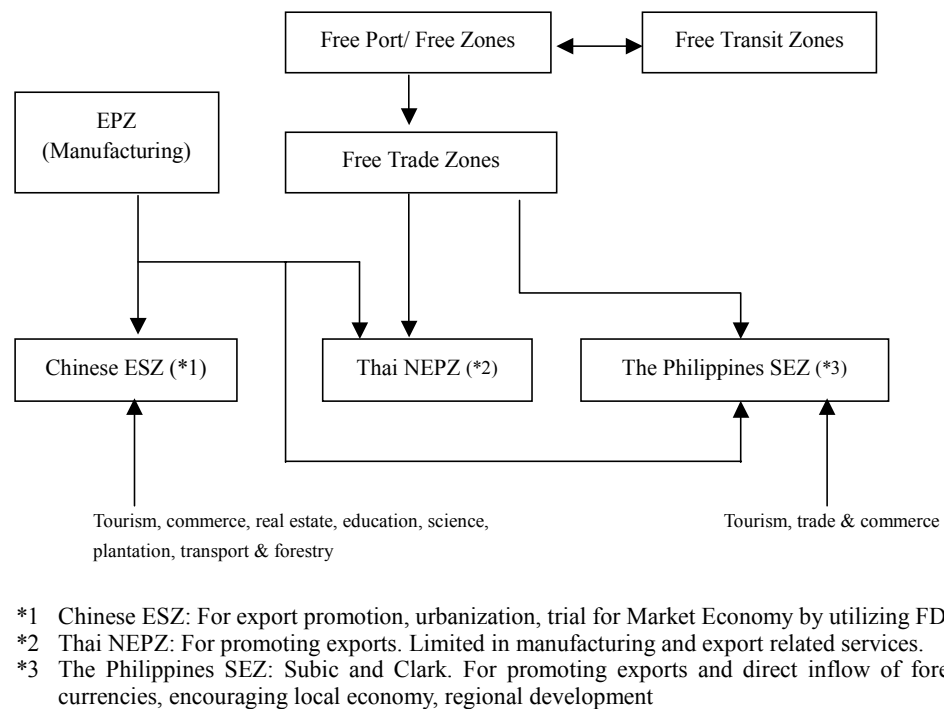 Free Port/ Free Zones
Free Transit Zones
EPZ
(Manufacturing)
Free Trade Zones
Chinese ESZ (*1)
Thai NEPZ (*2)
The Philippines SEZ (*3)
Tourism, commerce, real estate, education, science,
plantation, transport & forestry
Tourism, trade & commerce
*1 Chinese ESZ: For export promotion, urbanization, trial for Market Economy by utilizing FD
*2 Thai NEPZ: For promoting exports. Limited in manufacturing and export related services.
*3 The Philippines SEZ: Subic and Clark. For promoting exports and direct inflow of fore
currencies, encouraging local economy, regional development